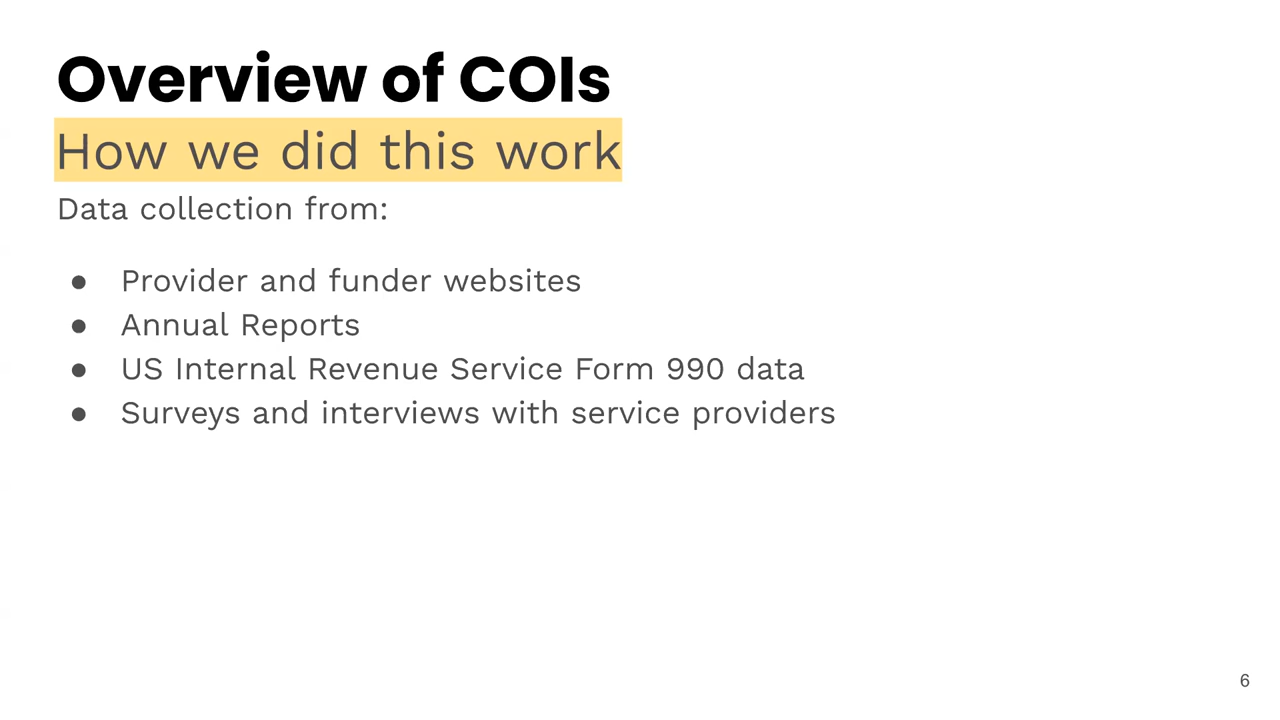 Overview of COIs
How we did this work
Data collection from:
● Provider and funder websites
● Annual Reports
● US Internal Revenue Service Form 990 data
● Surveys and interviews with service providers
6